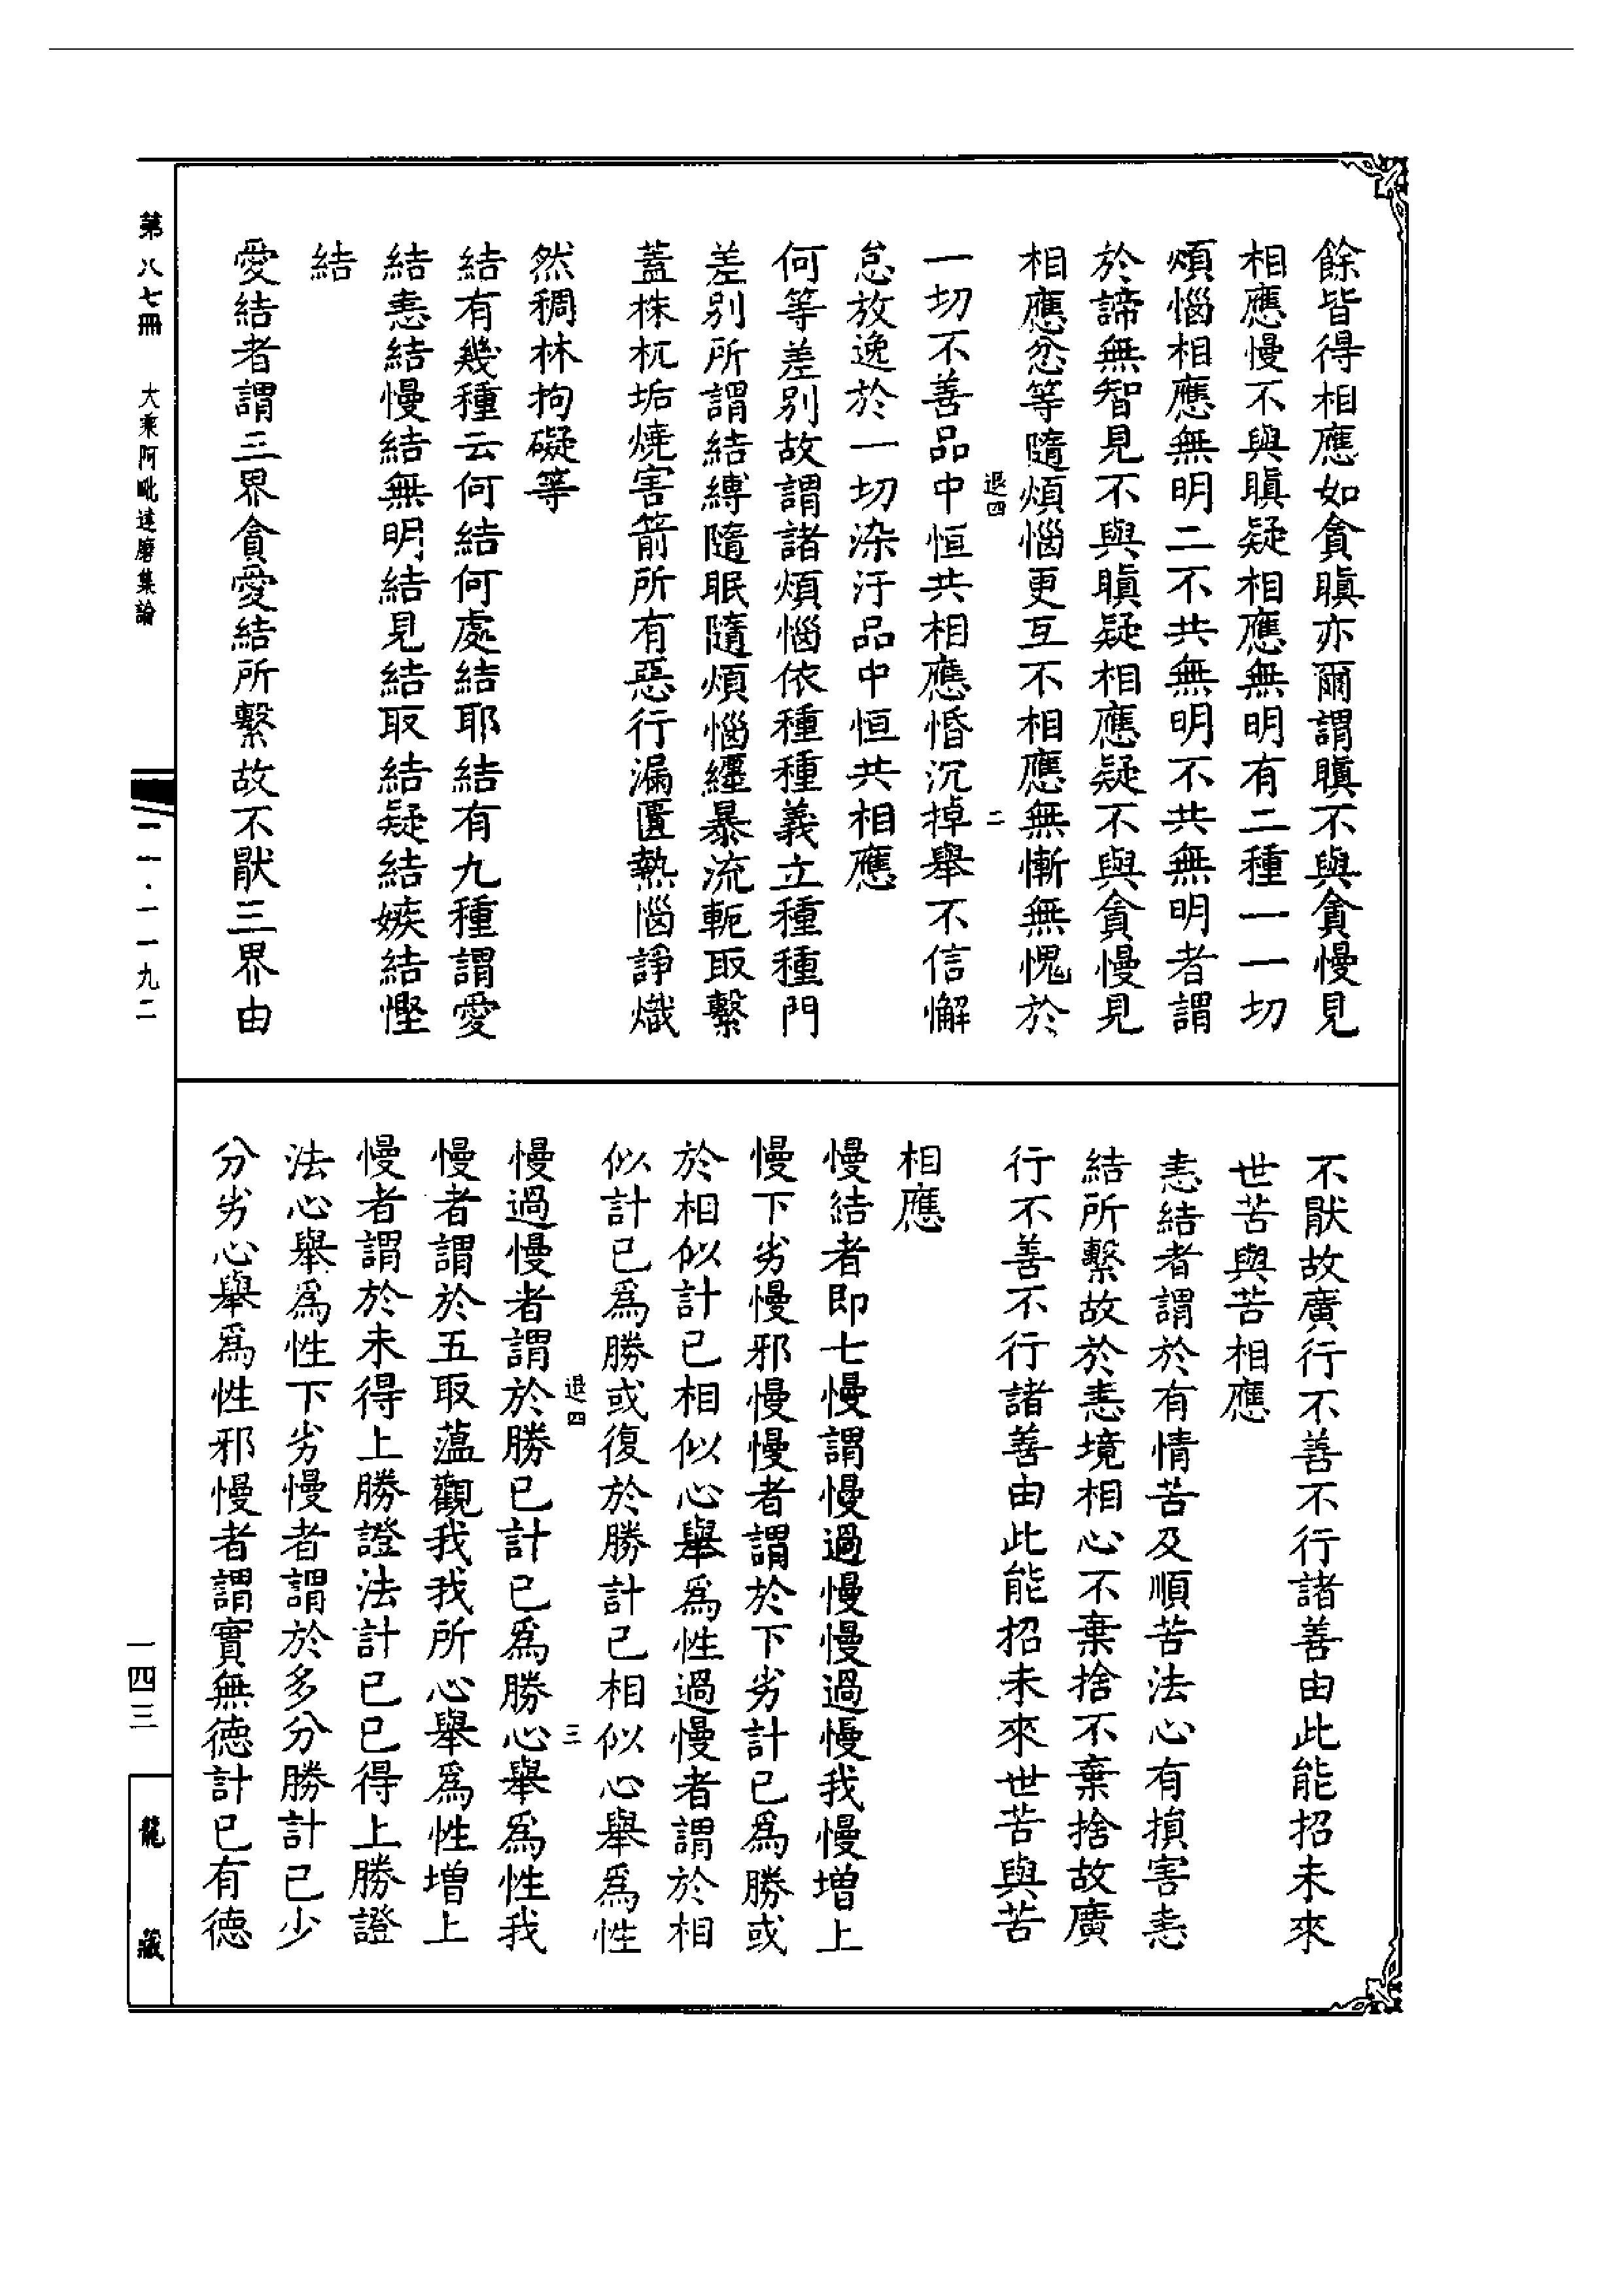 餘皆得相應如貪瞋亦爾謂瞋不與貪慢見
相應慢不與瞋疑相應無明有二種一一切
煩惱相應無明二不共無明不共無明者謂
於諦無智見不與瞋疑相應疑不與貪慢見
相應忿等隨煩惱更互不相應無慚無愧於
退四 二
一切不善品中恒共相應惛沉掉舉不信懈
怠放逸於一切染汙品中恒共相應
何等差別故謂諸煩惱依種種義立種種門
差別所謂結縛隨眠隨煩惱纏暴流軛取繫
蓋株杌垢燒害箭所有惡行漏匱熱惱諍熾
然稠林拘礙等
結有幾種云何結何處結耶結有九種謂愛
結恚結慢結無明結見結取結疑結嫉結慳
結
愛結者謂三界貪愛結所繫故不猒三界由
不猒故廣行不善不行諸善由此能招未來
世苦與苦相應
恚結者謂於有情苦及順苦法心有損害恚
結所繫故於恚境相心不棄捨不棄捨故廣
行不善不行諸善由此能招未來世苦與苦
相應
慢結者即七慢謂慢過慢慢過慢我慢增上
慢下劣慢邪慢慢者謂於下劣計已為勝或
於相似計已相似心舉為性過慢者謂於相
似計已為勝或復於勝計已相似心舉為性
退四 三
慢過慢者謂於勝已計已為勝心舉為性我
慢者謂於五取蘊觀我我所心舉為性增上
慢者謂於未得上勝證法計已已得上勝證
法心舉為性下劣慢者謂於多分勝計已少
分劣心舉為性邪慢者謂實無德計已有德
第八七冊 大乘阿毗達磨集論
一一·一一九二
一四三
龍藏